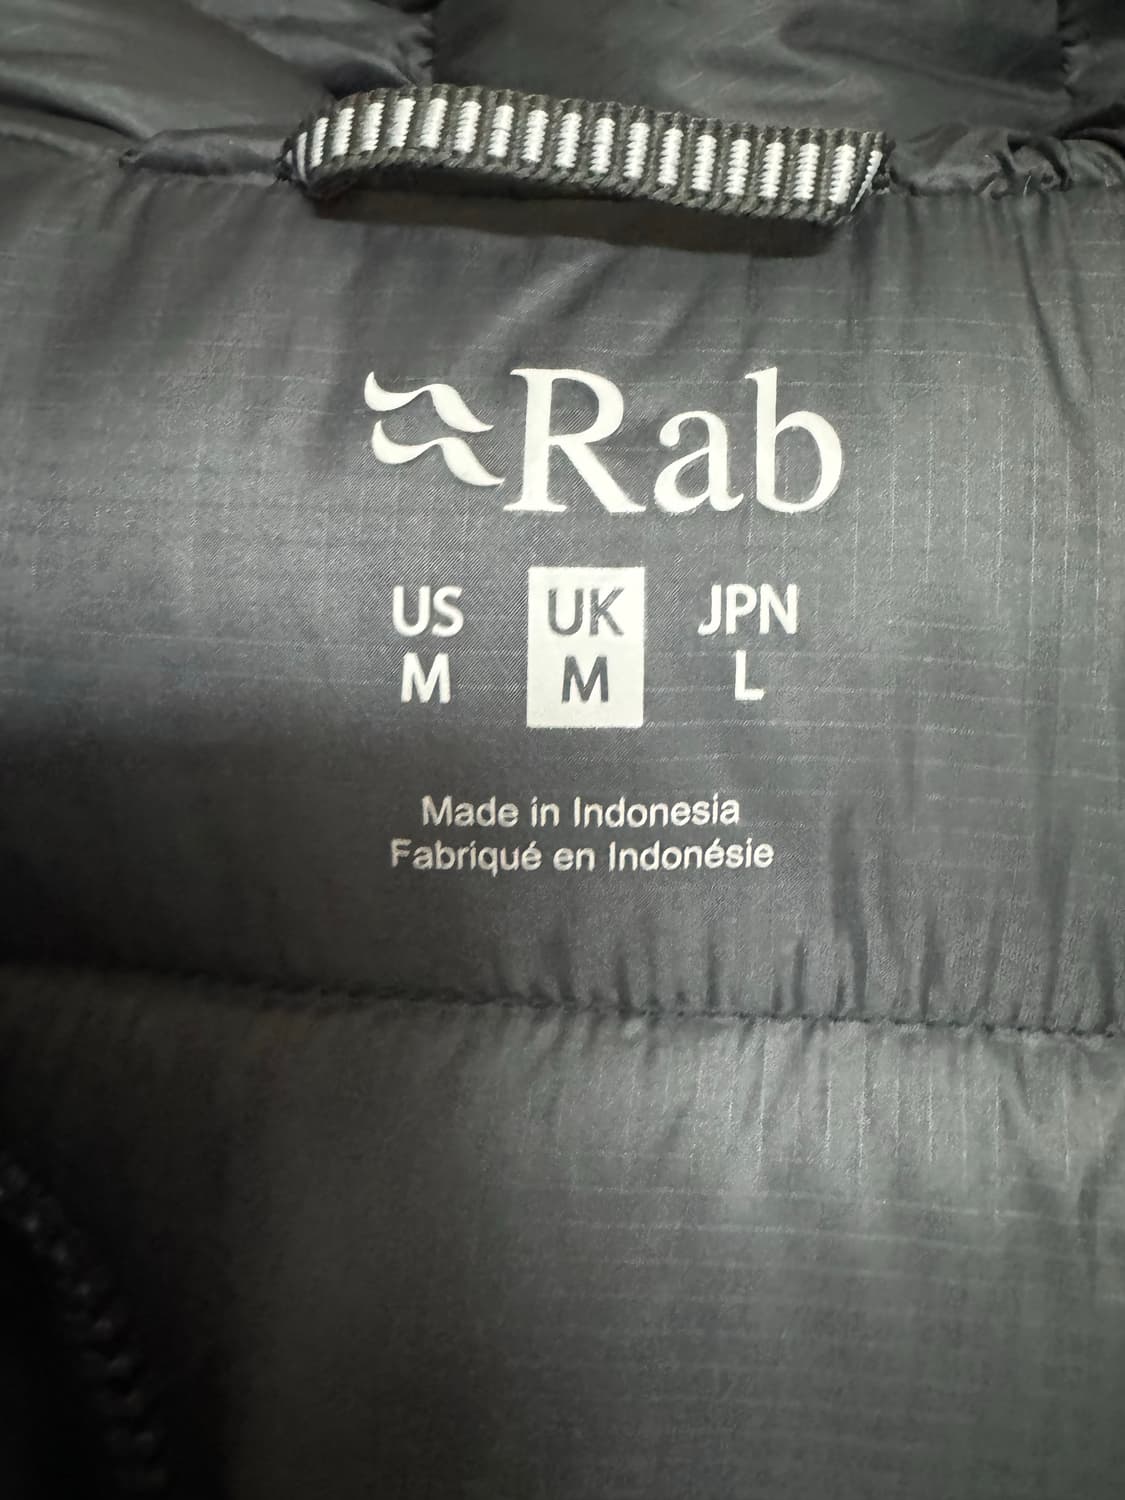 Rab
US UK JPN
M M L
Made in Indonesia
Fabriqué en Indonésie